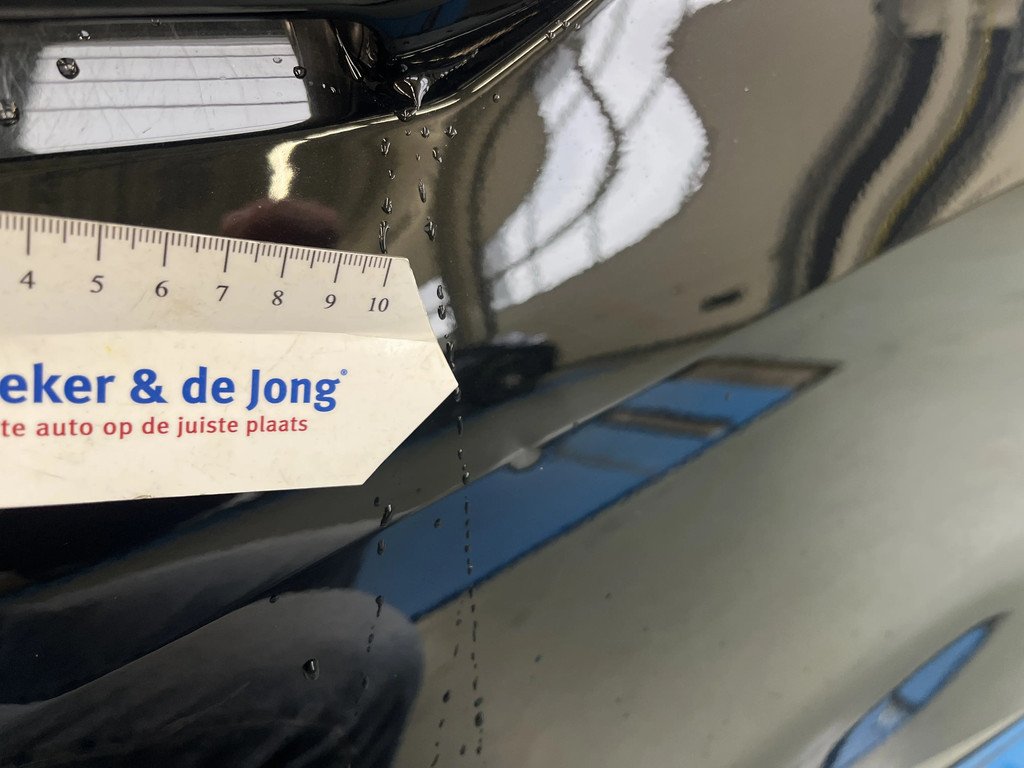 4 5 6 7 8 9 10
eker & de Jong®
te auto op de juiste plaats